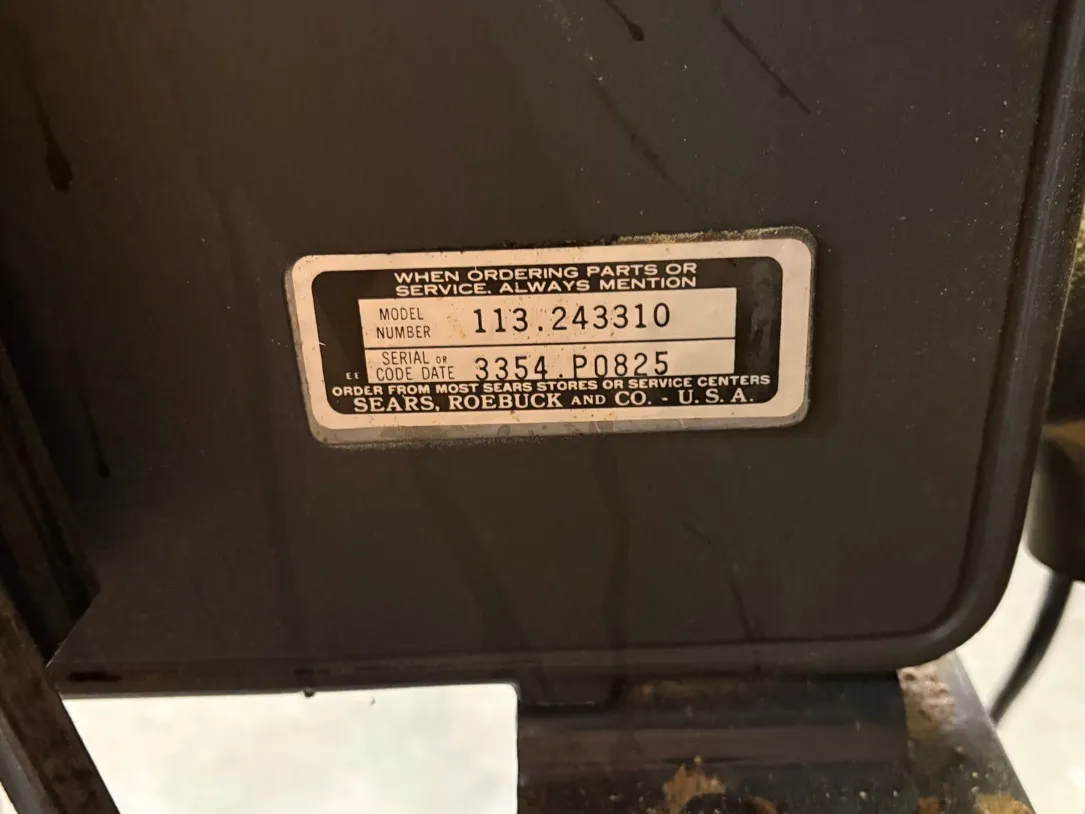 WHEN ORDERING PARTS OR
SERVICE, ALWAYS MENTION
MODEL NUMBER 113.243310
SERIAL OR CODE DATE 3354.P0825
EE
ORDER FROM MOST SEARS STORES OR SERVICE CENTERS
SEARS, ROEBUCK AND CO. - U.S.A.